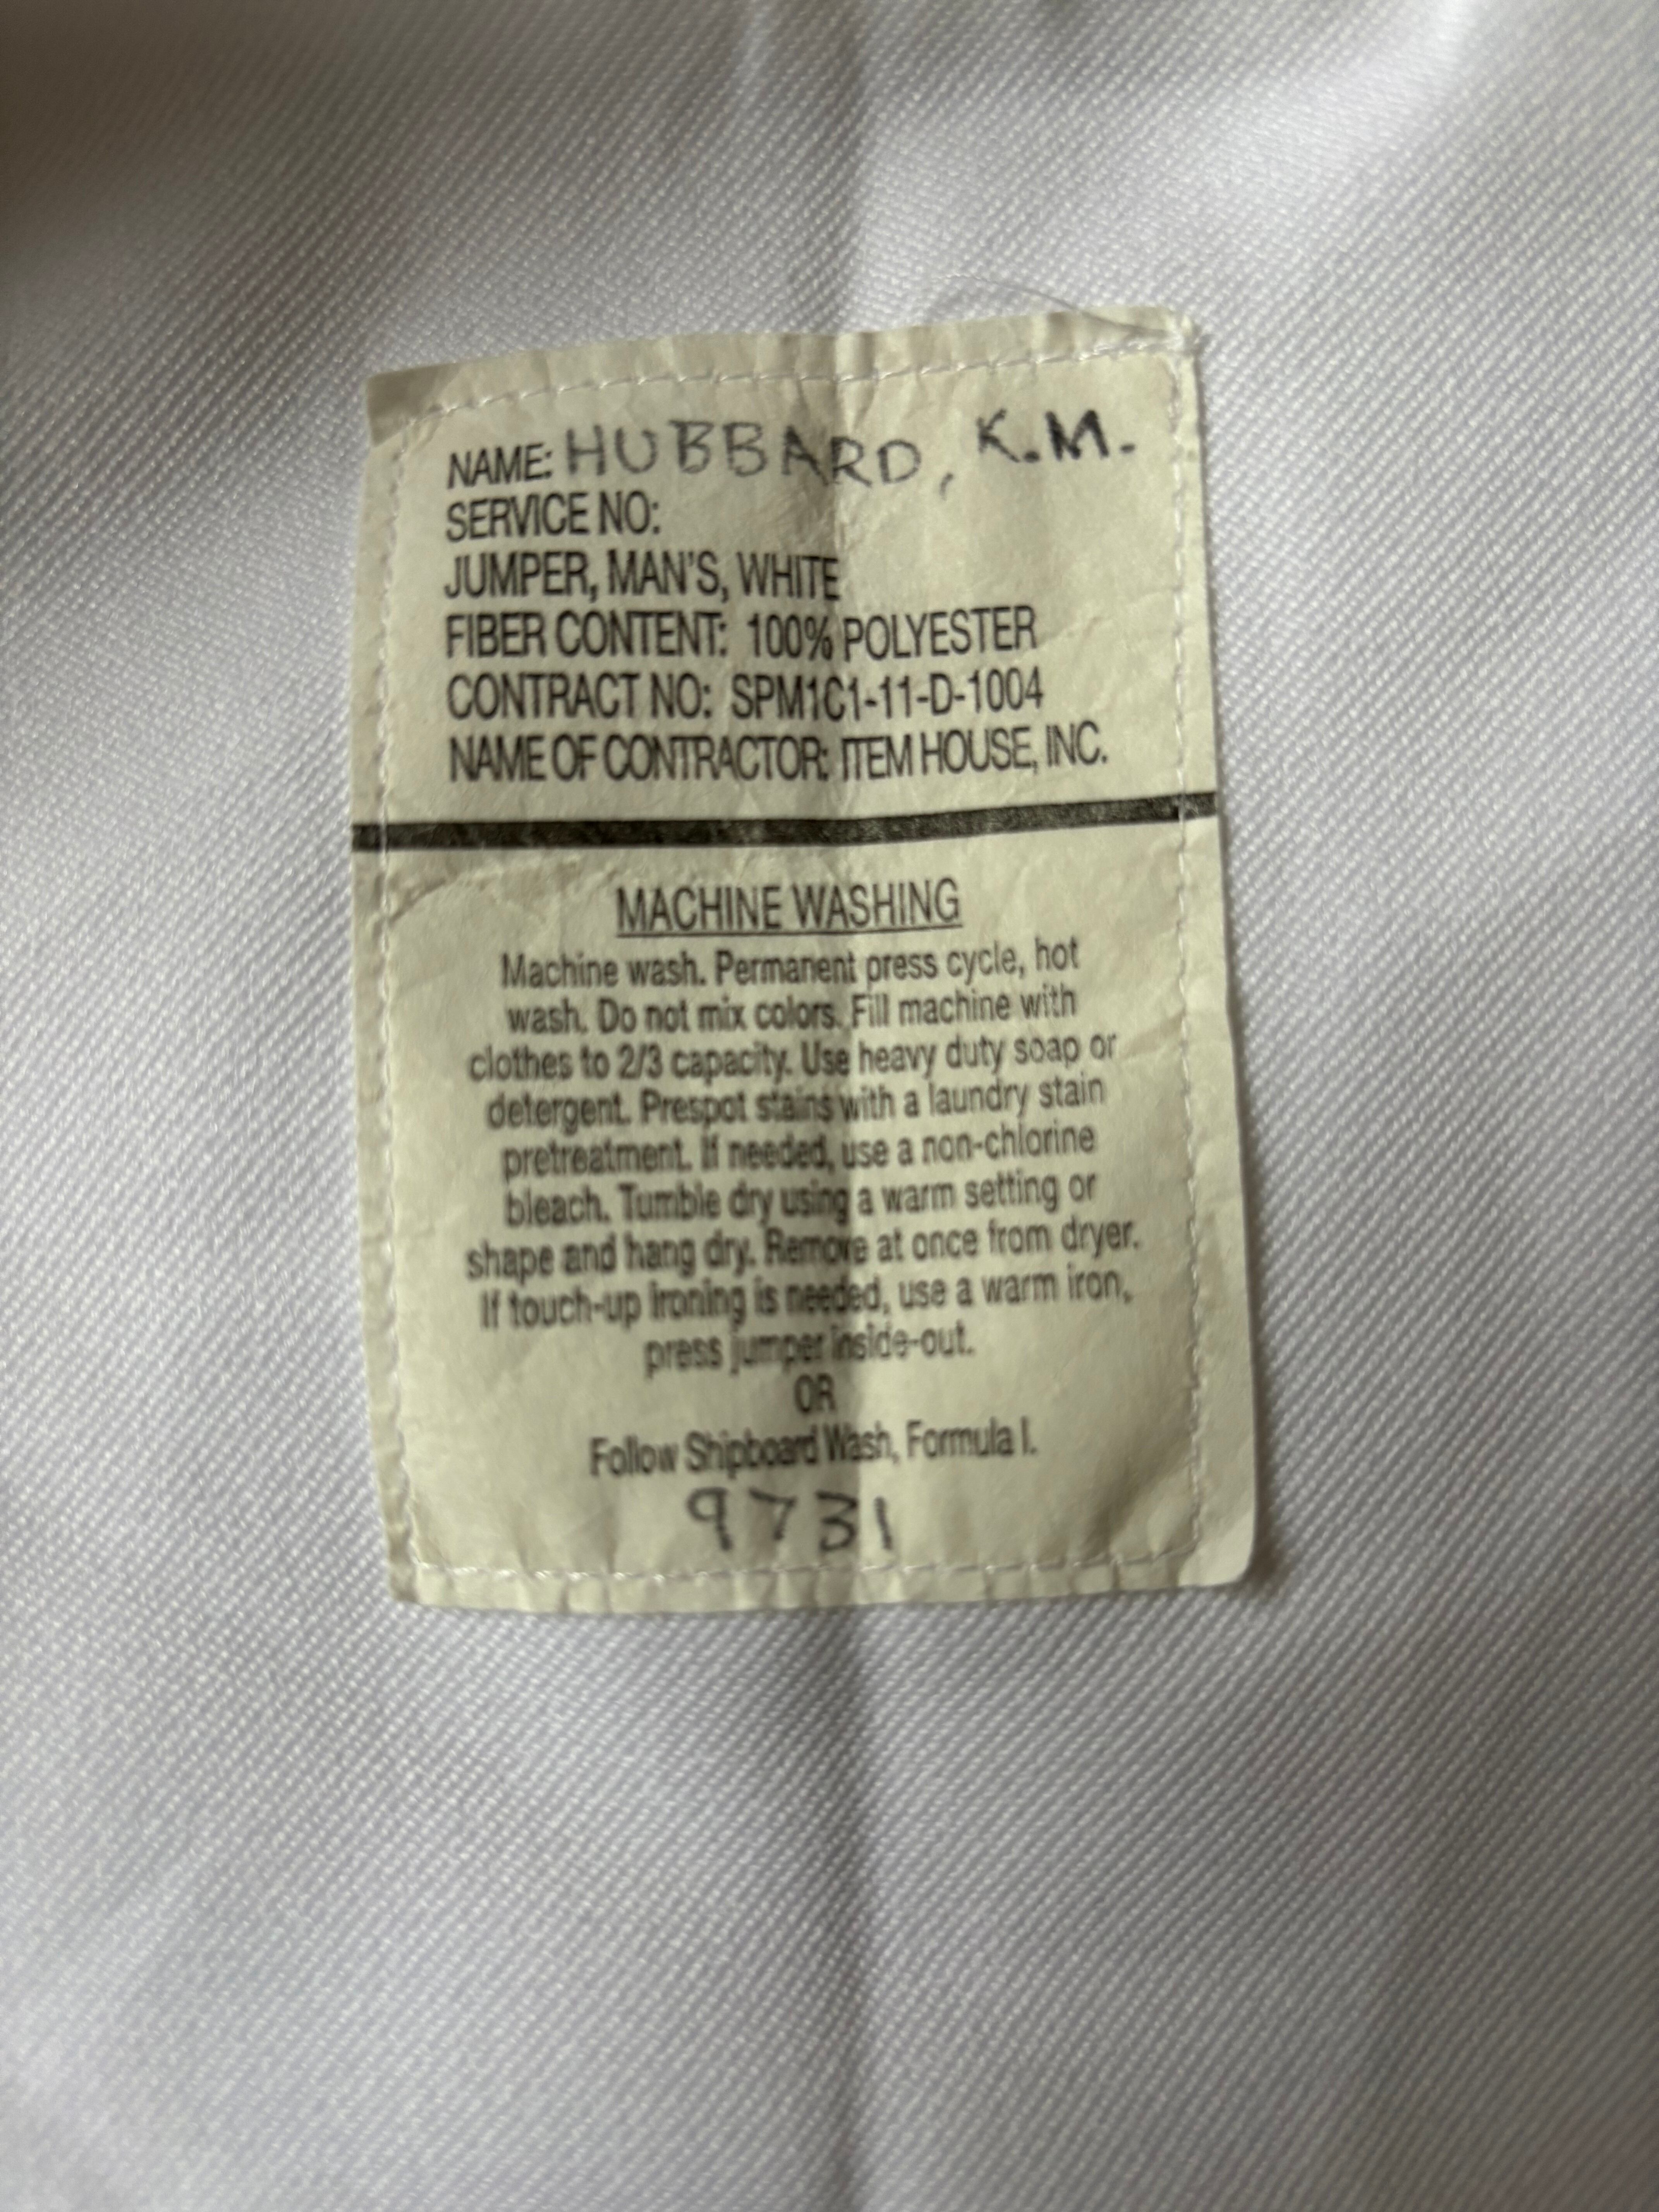 NAME: HUBBARD, K.M.
SERVICE NO:
JUMPER, MAN'S, WHITE
FIBER CONTENT: 100% POLYESTER
CONTRACT NO: SPM1C1-11-D-1004
NAME OF CONTRACTOR: ITEM HOUSE, INC.
MACHINE WASHING
Machine wash. Permanent press cycle, hot
wash. Do not mix colors. Fill machine with
clothes to 2/3 capacity. Use heavy duty soap or
detergent. Prespot stains with a laundry stain
pretreatment. If needed, use a non-chlorine
bleach. Tumble dry using a warm setting or
shape and hang dry. Remove at once from dryer.
If touch-up ironing is needed, use a warm iron,
press jumper inside-out.
OR
Follow Shipboard Wash, Formula I.
9731